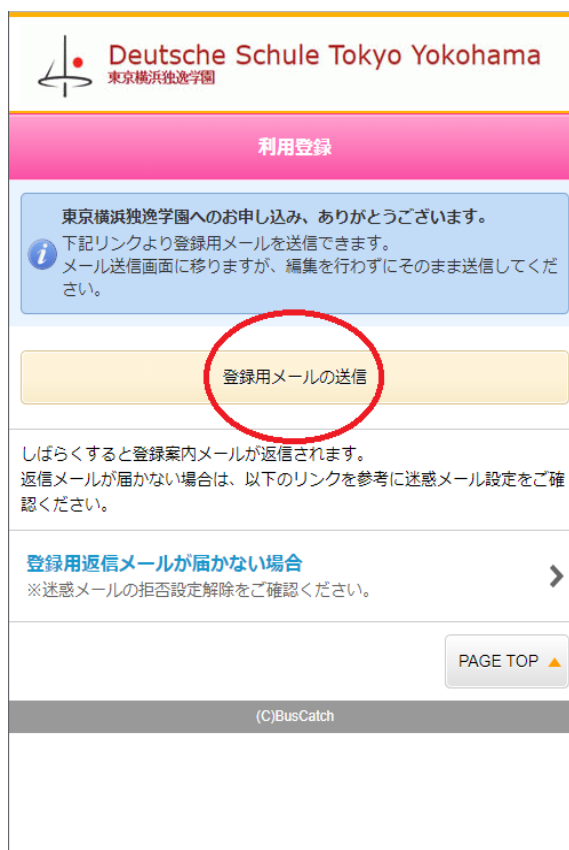 Deutsche Schule Tokyo Yokohama
東京横浜独逸学園
利用登録
東京横浜独逸学園へのお申し込み、ありがとうございます。
下記リンクより登録用メールを送信できます。
メール送信画面に移りますが、編集を行わずにそのまま送信してくだ
さい。
登録用メールの送信
しばらくすると登録案内メールが返信されます。
返信メールが届かない場合は、以下のリンクを参考に迷惑メール設定をご確
認ください。
登録用返信メールが届かない場合
※迷惑メールの拒否設定解除をご確認ください。
PAGE TOP
(C)BusCatch